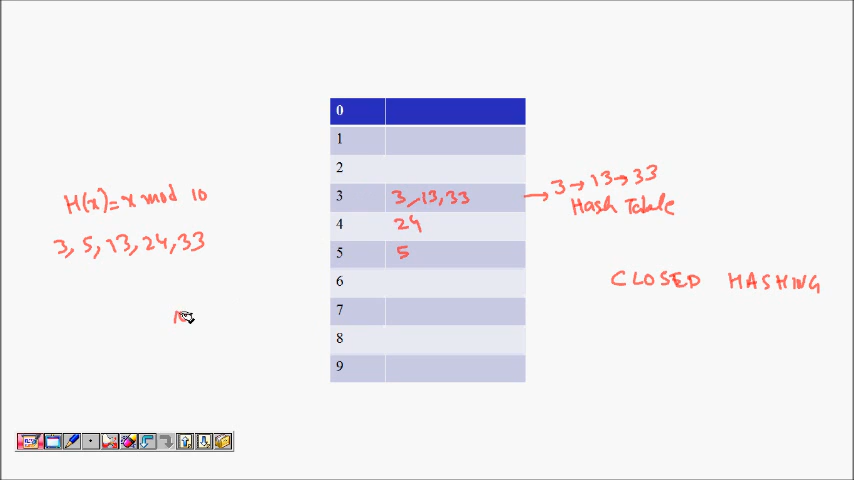 H(x)=x mod 10
3, 5, 13, 24, 33
0
1
2
3 3, 13, 33 → 3 → 13 → 33
Hash Table
4 24
5 5
6
7
8
9
CLOSED HASHING